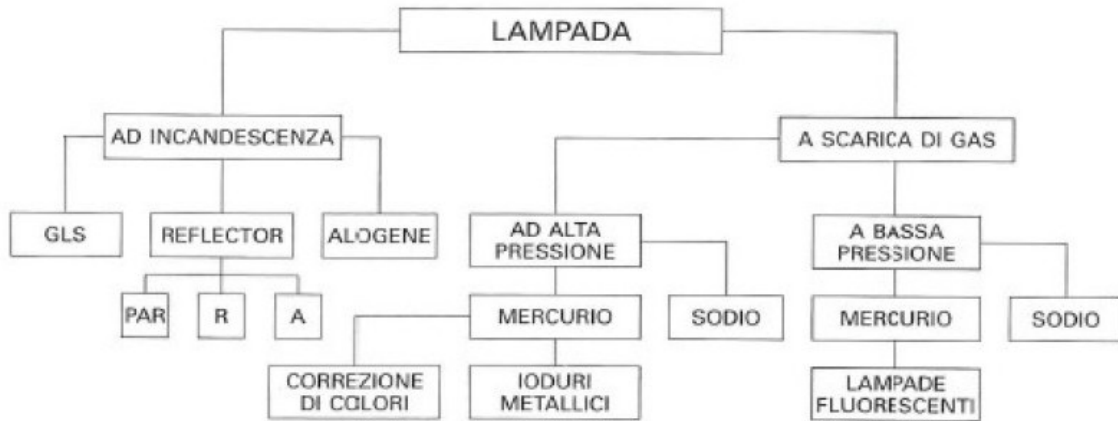 LAMPADA
AD INCANDESCENZA
A SCARICA DI GAS
GLS
REFLECTOR
ALOGENE
AD ALTA
PRESSIONE
A BASSA
PRESSIONE
PAR
R
A
MERCURIO
SODIO
MERCURIO
SODIO
CORREZIONE
DI COLORI
IODURI
METALLICI
LAMPADE
FLUORESCENTI